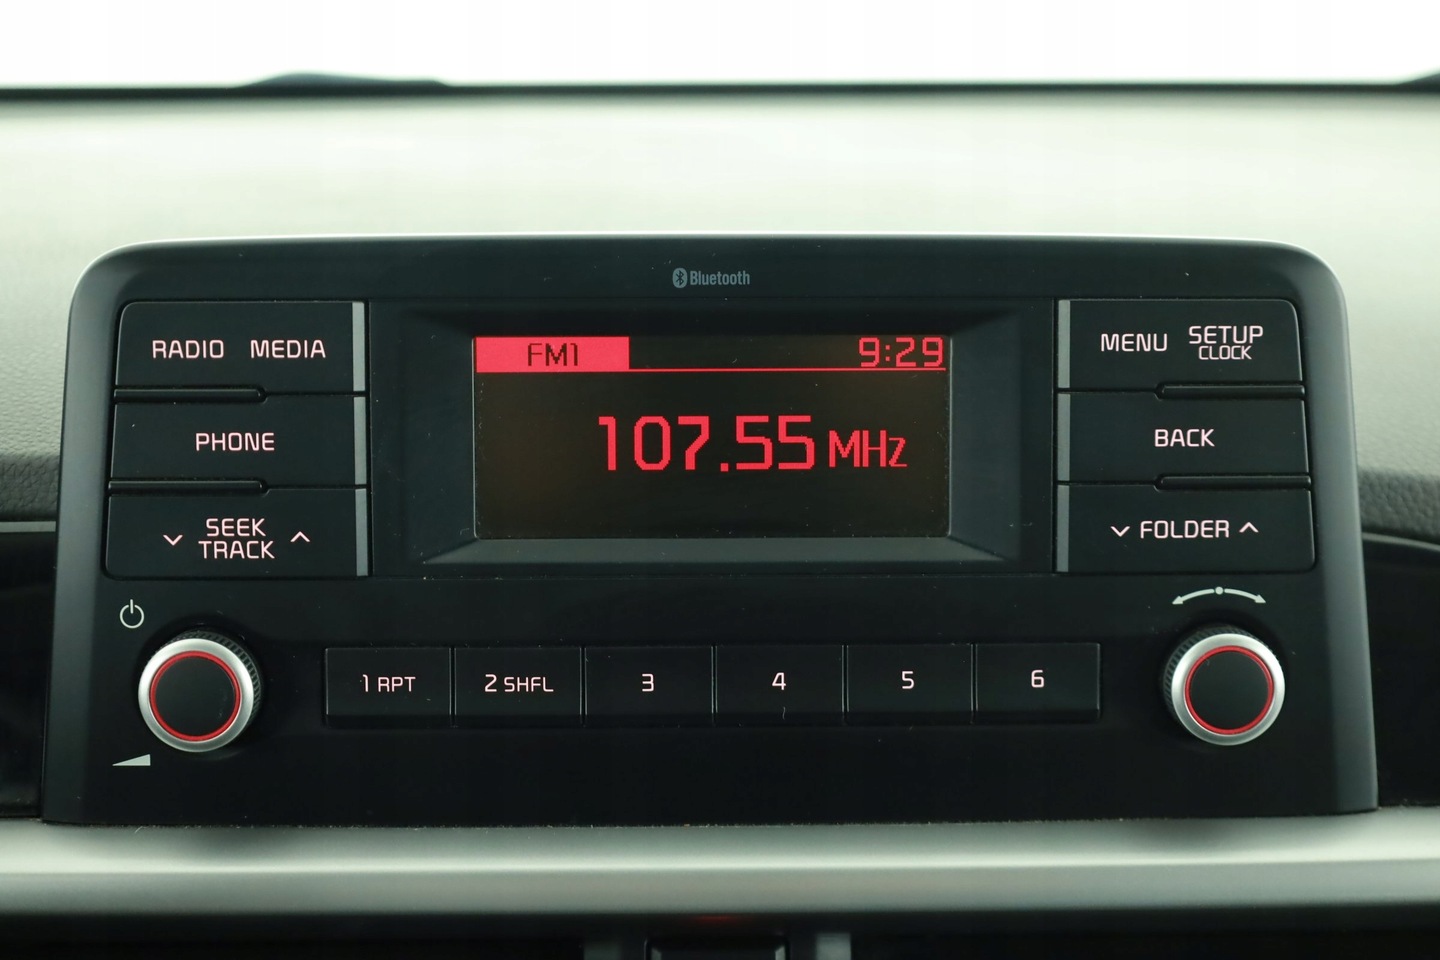 Bluetooth
RADIO MEDIA
PHONE
SEEK
TRACK
FM1 9:29
107.55 MHz
MENU SETUP
CLOCK
BACK
FOLDER
1 RPT 2 SHFL 3 4 5 6